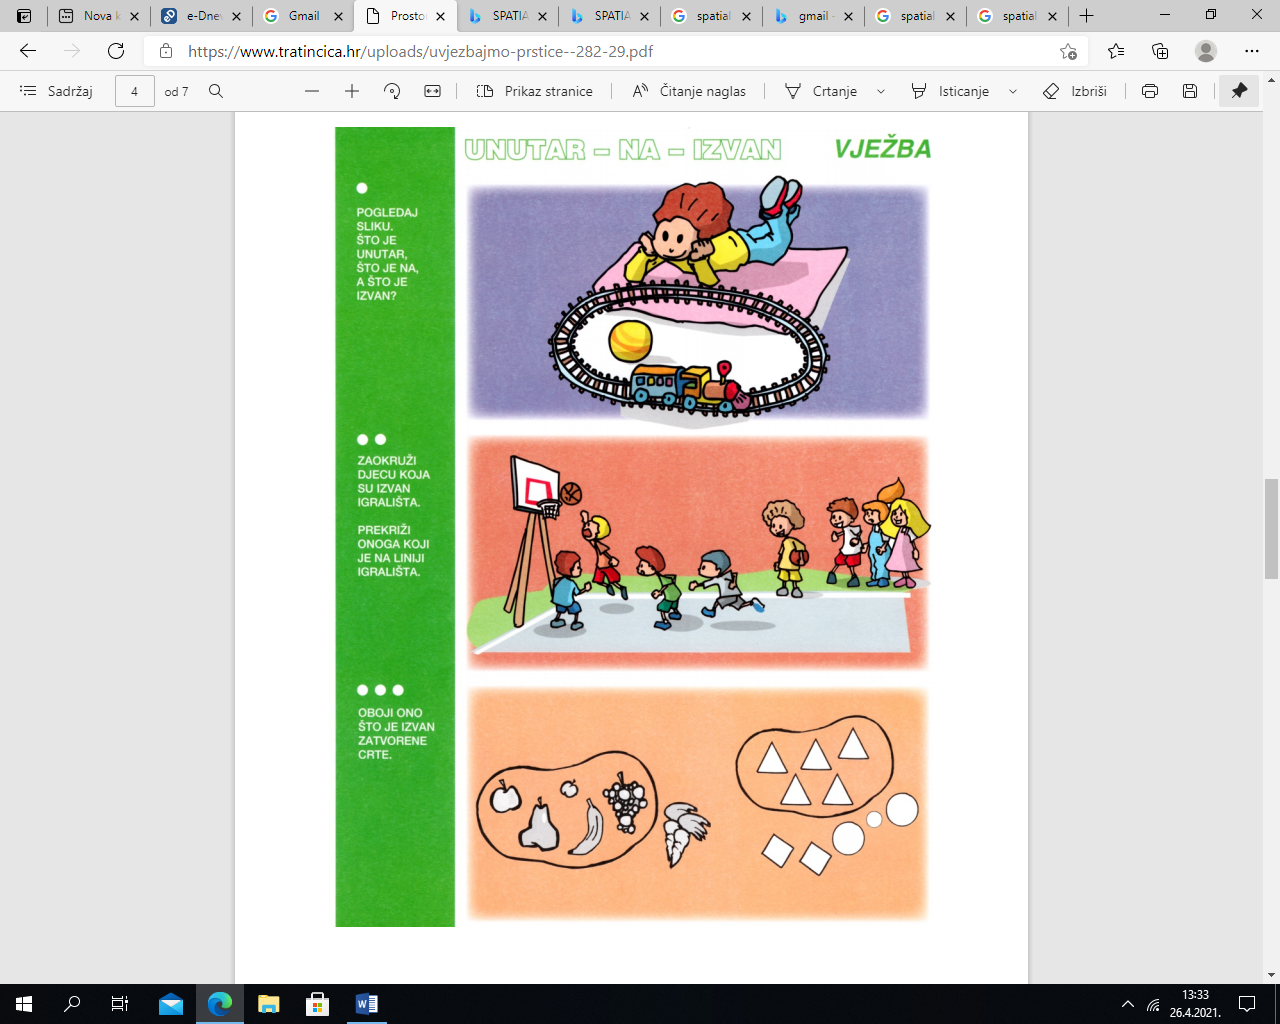 Nova k
e-Dnev
Gmail
Prosto
SPATIA
SPATIA
spatial
gmail -
spatial
spatial
https://www.tratincica.hr/uploads/uvjezbajmo-prstice--282-29.pdf
Sadržaj
4
od 7
Prikaz stranice
Čitanje naglas
Crtanje
Isticanje
Izbriši
UNUTAR – NA – IZVAN
VJEŽBA
POGLEDAJ
SLIKU.
ŠTO JE
UNUTAR,
ŠTO JE NA,
A ŠTO JE
IZVAN?
ZAOKRUŽI
DJECU KOJA
SU IZVAN
IGRALIŠTA.
PREKRIŽI
ONOGA KOJI
JE NA LINIJI
IGRALIŠTA.
OBOJI ONO
ŠTO JE IZVAN
ZATVORENE
CRTE.
13:33
26.4.2021.